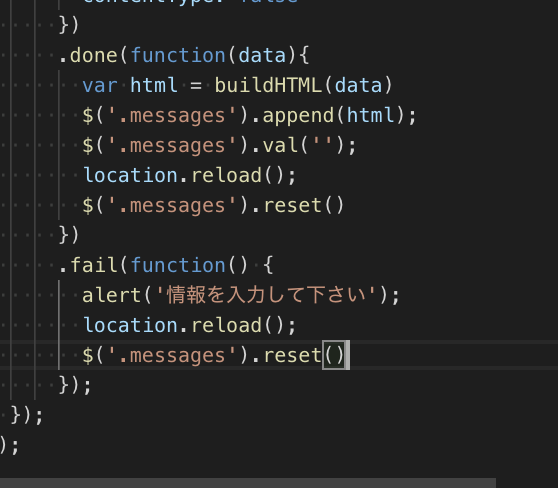 contentType: false
})
.done(function(data){
var html = buildHTML(data)
$('.messages').append(html);
$('.messages').val('');
location.reload();
$('.messages').reset()
})
.fail(function() {
alert('情報を入力して下さい');
location.reload();
$('.messages').reset()
});
});
);